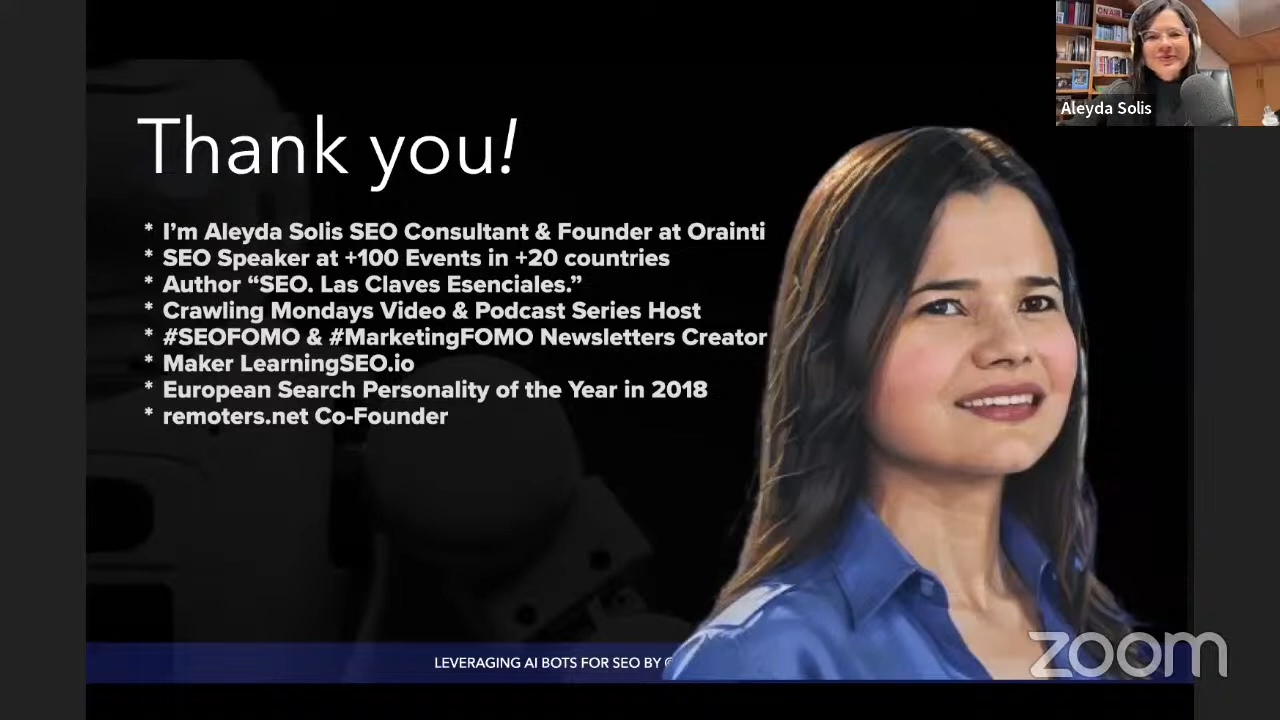 ON AIR
Aleyda Solis
Thank you!
* I'm Aleyda Solis SEO Consultant & Founder at Orainti
* SEO Speaker at +100 Events in +20 countries
* Author “SEO. Las Claves Esenciales.”
* Crawling Mondays Video & Podcast Series Host
* #SEOFOMO & #MarketingFOMO Newsletters Creator
* Maker LearningSEO.io
* European Search Personality of the Year in 2018
* remoters.net Co-Founder
LEVERAGING AI BOTS FOR SEO BY @
zoom